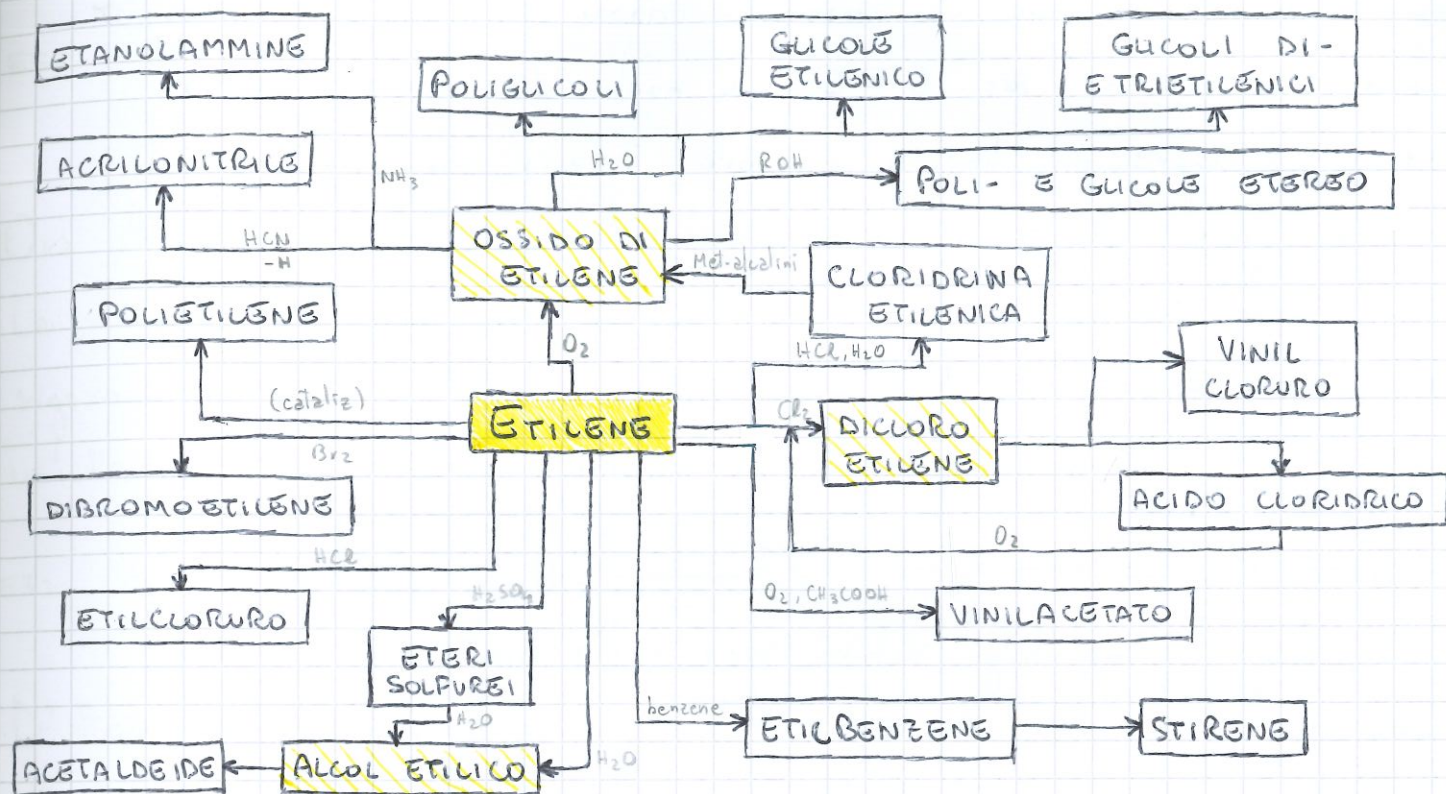 ETANOLAMMINE
POLIGLICOLI
GLICOLE
ETILENICO
GLICOLI DI-
E TRIETILENICI
ACRILONITRILE
NH3
H2O
ROH
POLI- E GLICOLE ETEREO
HCN
-H
OSSIDO DI
ETILENE
Met-alcalini
CLORIDRINA
ETILENICA
POLIETILENE
O2
HCl, H2O
VINIL
CLORURO
(cataliz)
ETILENE
Cl2
DICLORO
ETILENE
Br2
DIBROMOETILENE
ACIDO CLORIDRICO
O2
HCl
H2SO4
O2, CH3COOH
ETILCLORURO
VINILACETATO
ETERI
SOLFUREI
H2O
benzene
ETILBENZENE
STIRENE
ACETALDEIDE
ALCOL ETILICO
H2O